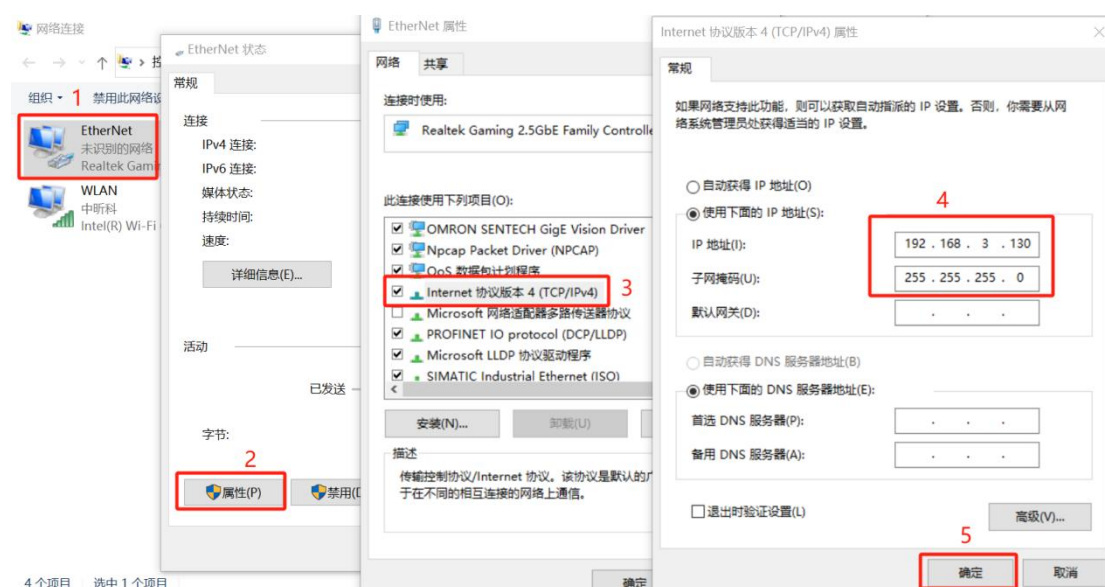 网络连接
组织
1
禁用此网络设
EtherNet
未识别的网络
Realtek Gamin
WLAN
中昕科
Intel(R) Wi-Fi
4 个项目
选中 1 个项目
EtherNet 状态
常规
连接
IPv4 连接:
IPv6 连接:
媒体状态:
持续时间:
速度:
详细信息(E)...
活动
已发送
字节:
2
属性(P)
禁用(D
EtherNet 属性
网络
共享
连接时使用:
Realtek Gaming 2.5GbE Family Controlle
此连接使用下列项目(O):
OMRON SENTECH GigE Vision Driver
Npcap Packet Driver (NPCAP)
QoS 数据包计划程序
Internet 协议版本 4 (TCP/IPv4)
3
Microsoft 网络适配器多路传送器协议
PROFINET IO protocol (DCP/LLDP)
Microsoft LLDP 协议驱动程序
SIMATIC Industrial Ethernet (ISO)
安装(N)...
卸载(U)
描述
传输控制协议/Internet 协议。该协议是默认的广
于在不同的相互连接的网络上通信。
确定
Internet 协议版本 4 (TCP/IPv4) 属性
常规
如果网络支持此功能，则可以获取自动指派的 IP 设置。否则，你需要从网
络系统管理员处获得适当的 IP 设置。
自动获得 IP 地址(O)
4
使用下面的 IP 地址(S):
IP 地址(I):
192 . 168 . 3 . 130
子网掩码(U):
255 . 255 . 255 . 0
默认网关(D):
自动获得 DNS 服务器地址(B)
使用下面的 DNS 服务器地址(E):
首选 DNS 服务器(P):
备用 DNS 服务器(A):
退出时验证设置(L)
高级(V)...
5
确定
取消